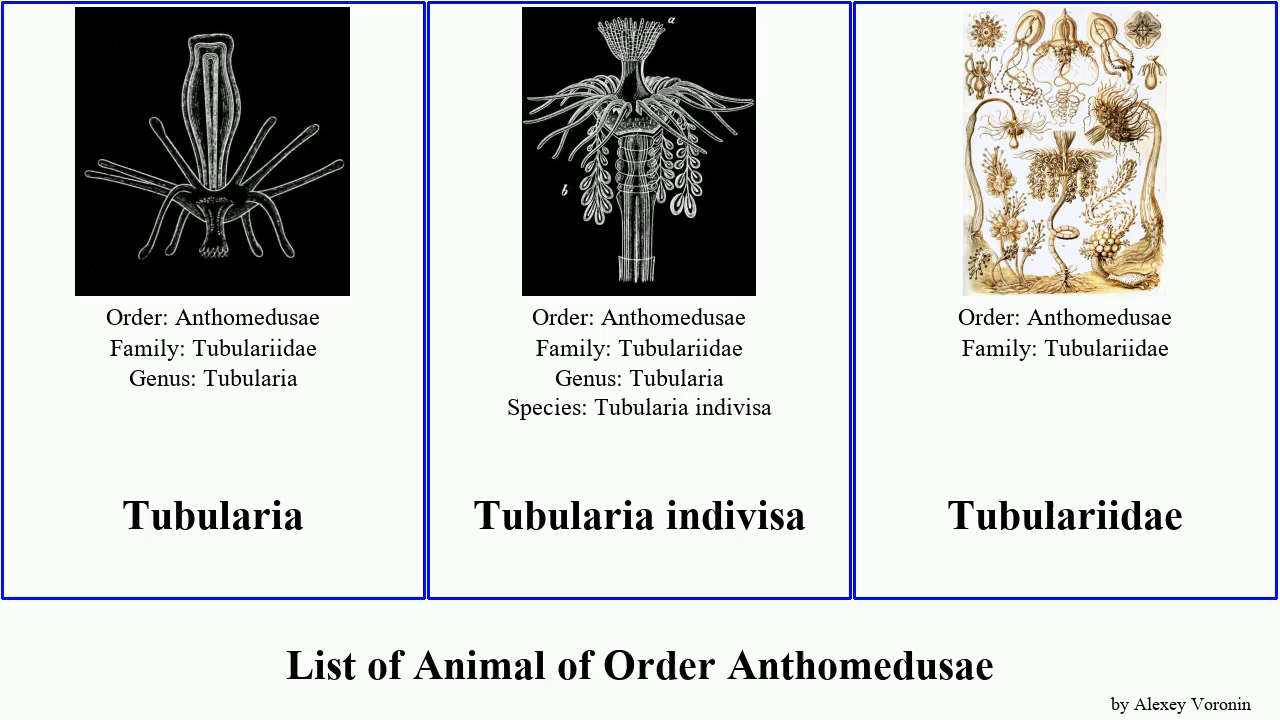 a
b
Order: Anthomedusae
Family: Tubulariidae
Genus: Tubularia
Tubularia
Order: Anthomedusae
Family: Tubulariidae
Genus: Tubularia
Species: Tubularia indivisa
Tubularia indivisa
Order: Anthomedusae
Family: Tubulariidae
Tubulariidae
List of Animal of Order Anthomedusae
by Alexey Voronin